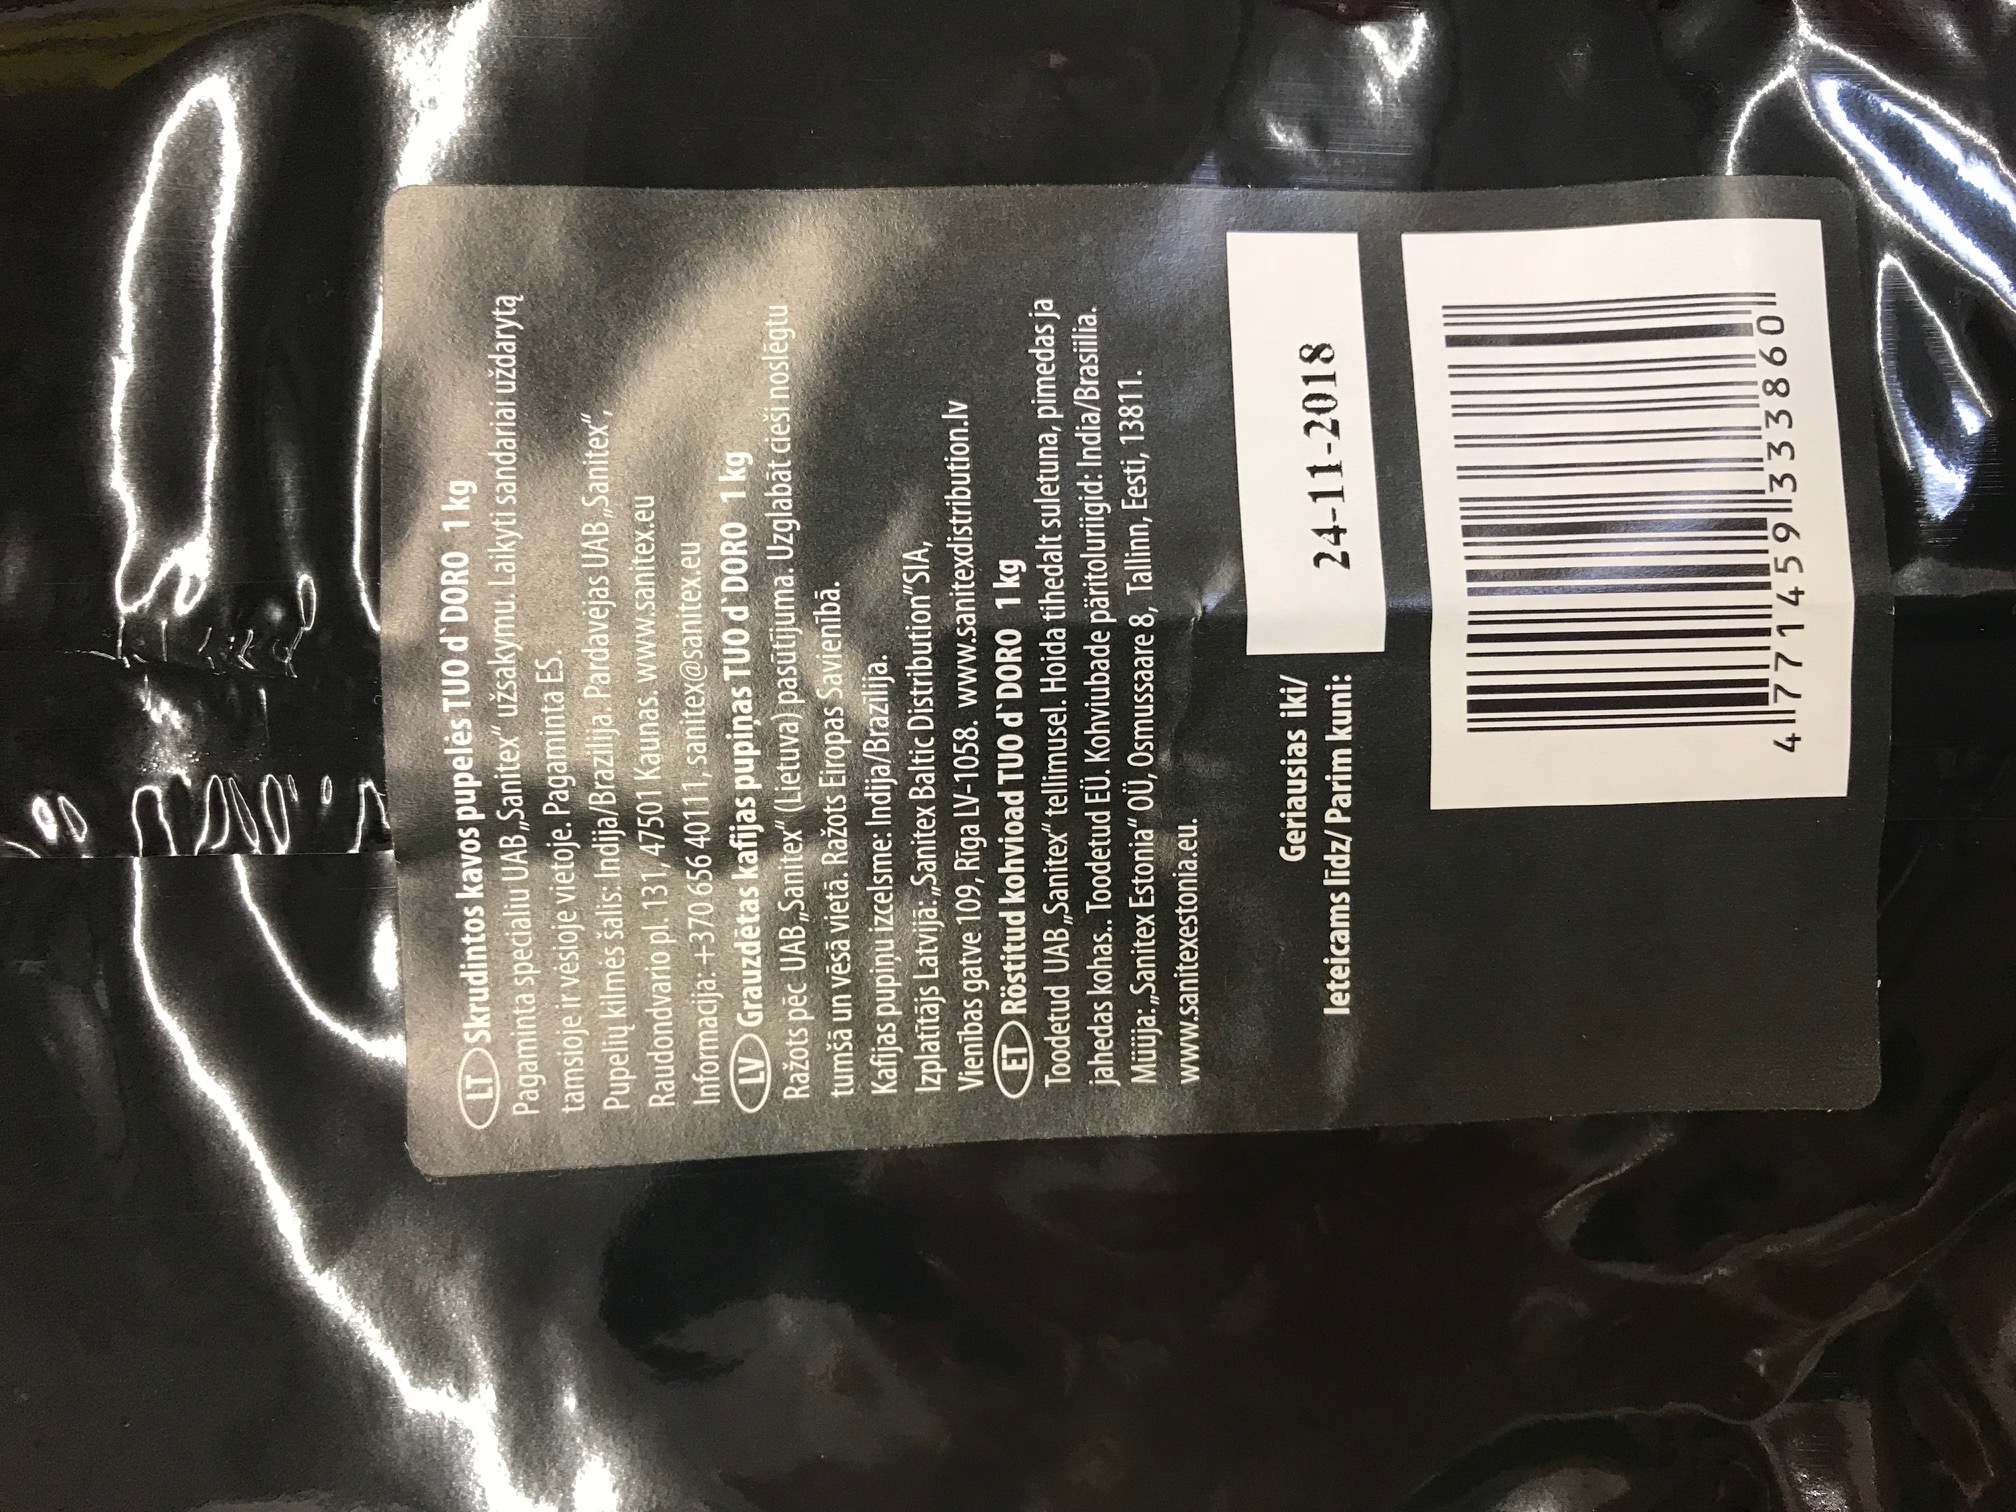 LT Skrudintos kavos pupelės TUO d`DORO 1 kg
Pagaminta specialiu UAB „Sanitex“ užsakymu. Laikyti sandariai uždarytą
tamsioje ir vėsioje vietoje. Pagaminta ES.
Pupelių kilmės šalis: Indija/Brazilija. Pardavėjas UAB „Sanitex“,
Raudondvario pl. 131, 47501 Kaunas. www.sanitex.eu
Informacija: +370 656 40111, sanitex@sanitex.eu
LV Grauzdētas kafijas pupiņas TUO d`DORO 1 kg
Ražots pēc UAB „Sanitex“ (Lietuva) pasūtījuma. Uzglabāt cieši noslēgtu
tumšā un vēsā vietā. Ražots Eiropas Savienībā.
Kafijas pupiņu izcelsme: Indija/Brazīlija.
Izplatītājs Latvijā: „Sanitex Baltic Distribution“SIA,
Vienības gatve 109, Rīga LV-1058. www.sanitexdistribution.lv
ET Röstitud kohvioad TUO d`DORO 1 kg
Toodetud UAB „Sanitex“ tellimusel. Hoida tihedalt suletuna, pimedas ja
jahedas kohas.. Toodetud EÜ. Kohviubade päritoluriigid: India/Brasiilia.
Müüja: „Sanitex Estonia“ OÜ, Osmussaare 8, Tallinn, Eesti, 13811.
www.sanitexestonia.eu.
Geriausias iki/
Ieteicams līdz/ Parim kuni:
24-11-2018
4 771459 333860